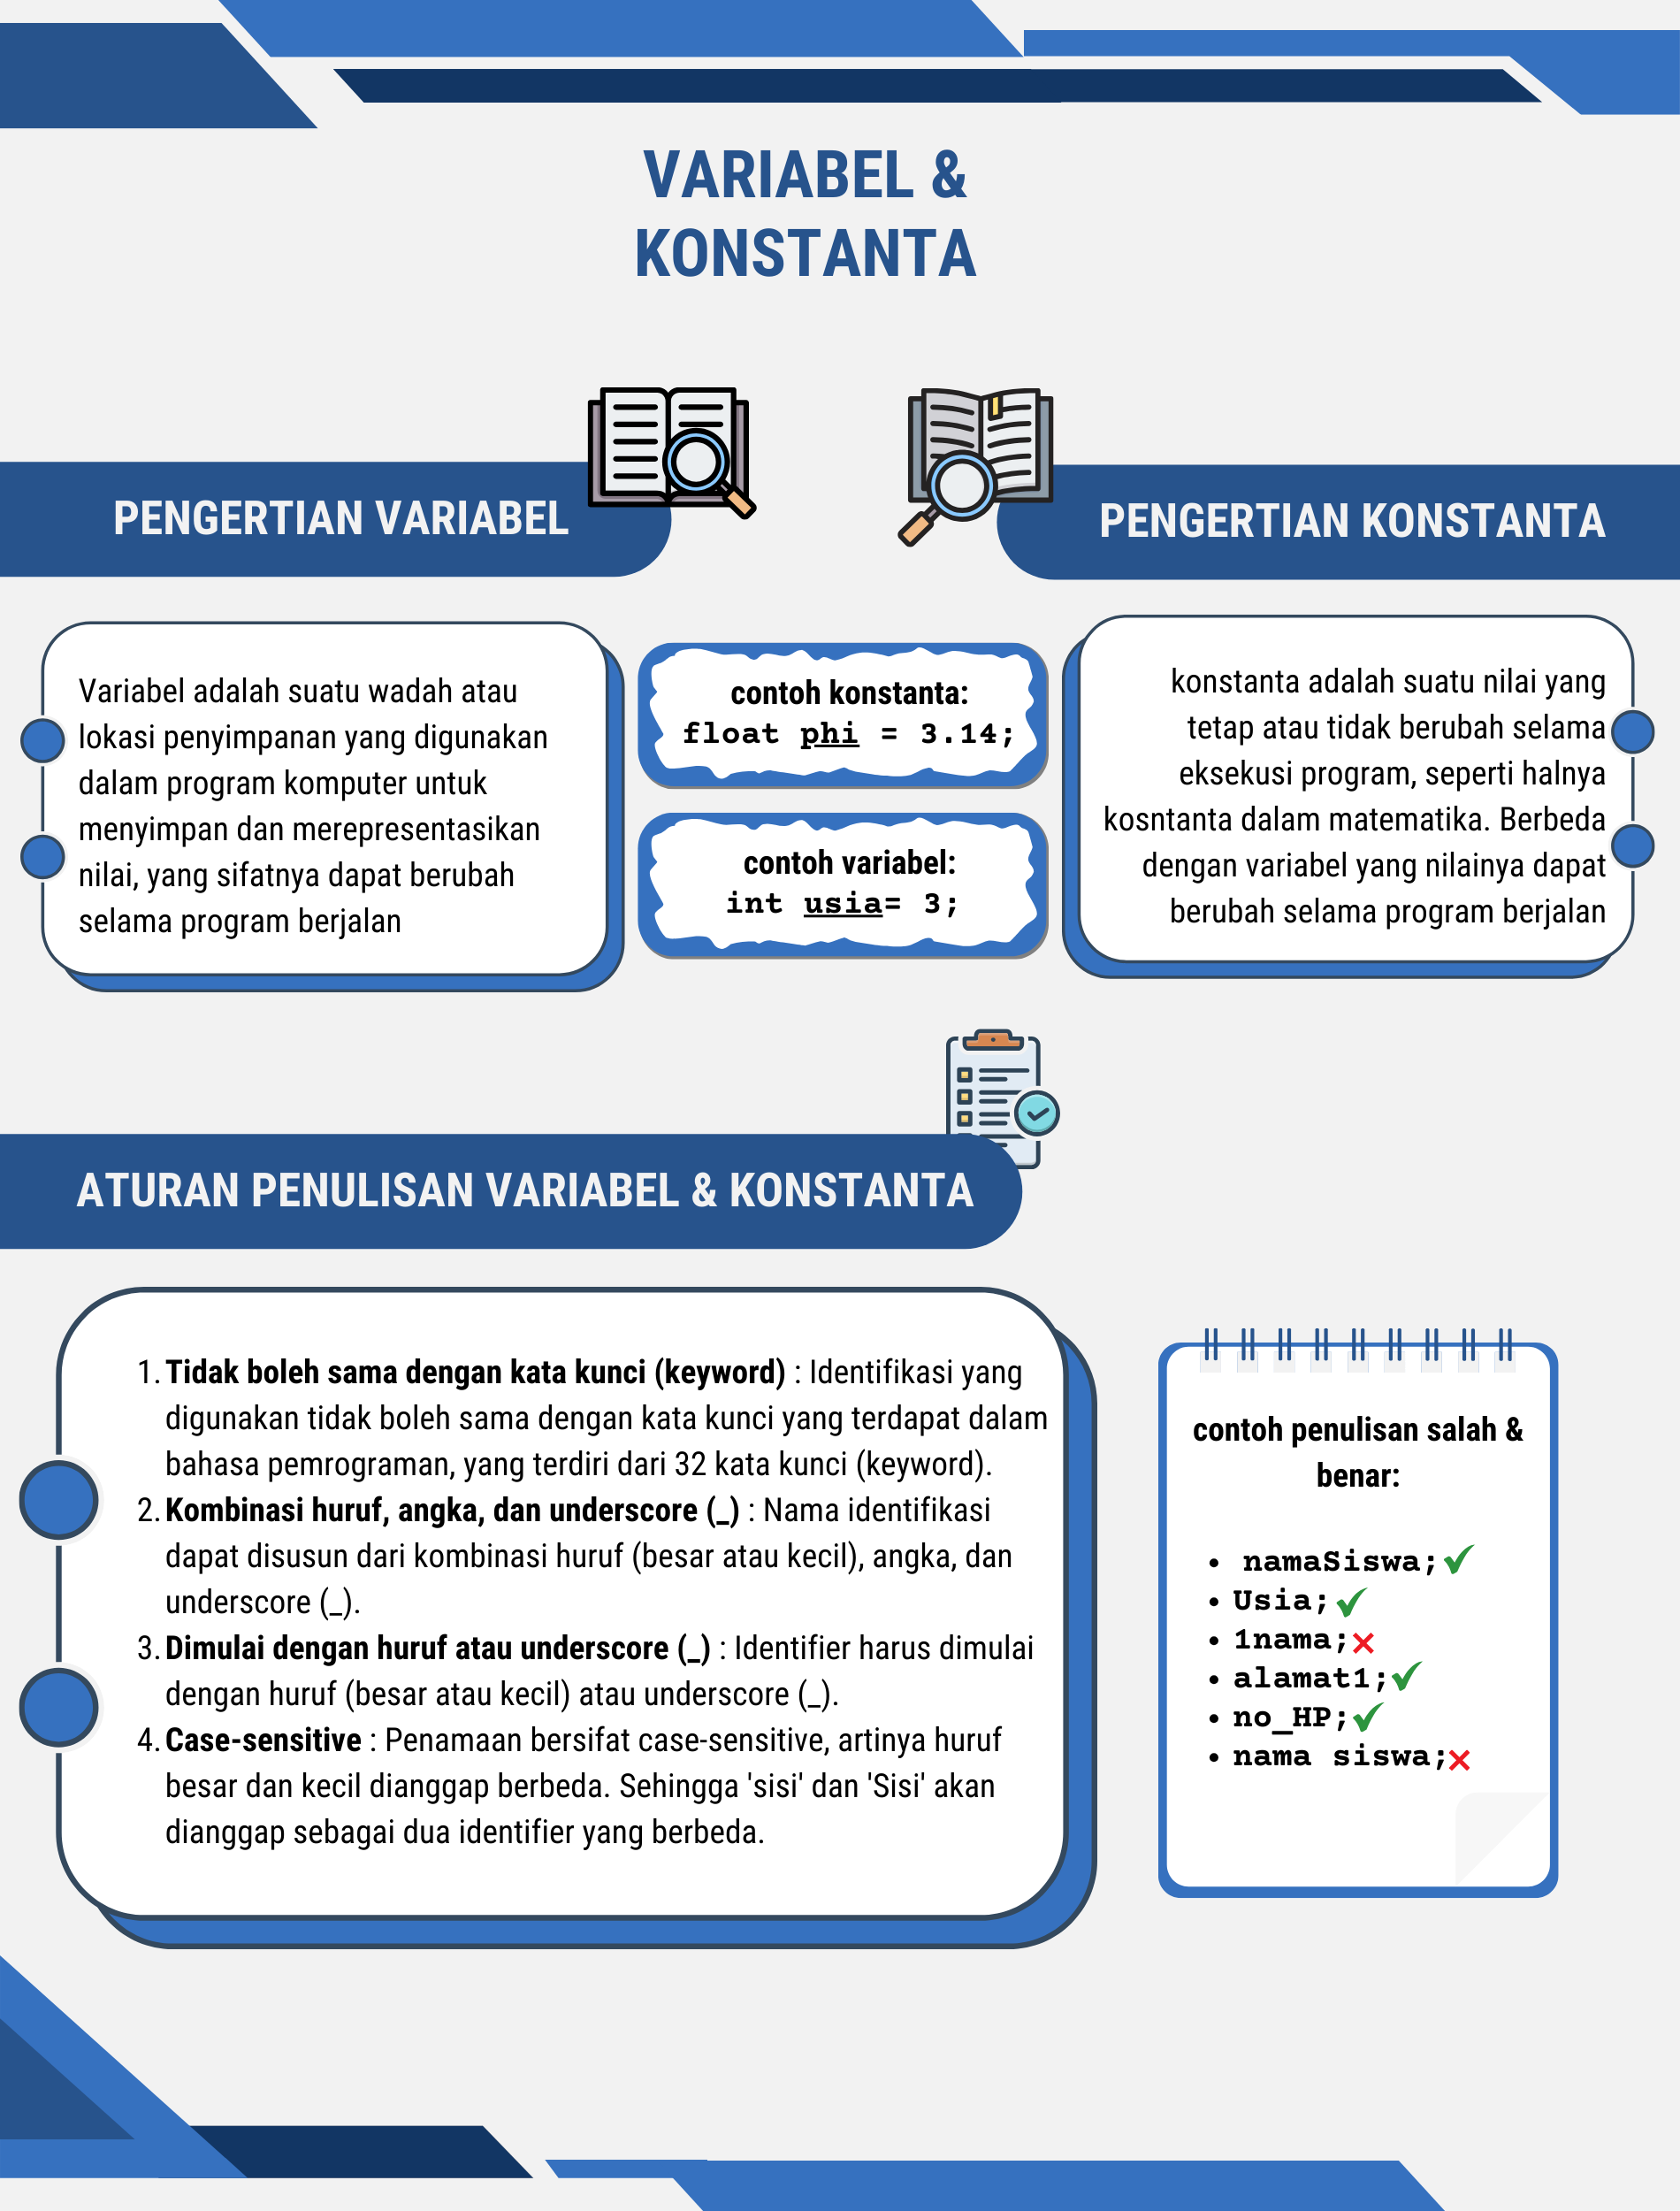 VARIABEL &
KONSTANTA
PENGERTIAN VARIABEL
Variabel adalah suatu wadah atau
lokasi penyimpanan yang digunakan
dalam program komputer untuk
menyimpan dan merepresentasikan
nilai, yang sifatnya dapat berubah
selama program berjalan
contoh konstanta:
float phi = 3.14;
contoh variabel:
int usia= 3;
PENGERTIAN KONSTANTA
konstanta adalah suatu nilai yang
tetap atau tidak berubah selama
eksekusi program, seperti halnya
kosntanta dalam matematika. Berbeda
dengan variabel yang nilainya dapat
berubah selama program berjalan
ATURAN PENULISAN VARIABEL & KONSTANTA
1. Tidak boleh sama dengan kata kunci (keyword) : Identifikasi yang
digunakan tidak boleh sama dengan kata kunci yang terdapat dalam
bahasa pemrograman, yang terdiri dari 32 kata kunci (keyword).
2. Kombinasi huruf, angka, dan underscore (_) : Nama identifikasi
dapat disusun dari kombinasi huruf (besar atau kecil), angka, dan
underscore (_).
3. Dimulai dengan huruf atau underscore (_) : Identifier harus dimulai
dengan huruf (besar atau kecil) atau underscore (_).
4. Case-sensitive : Penamaan bersifat case-sensitive, artinya huruf
besar dan kecil dianggap berbeda. Sehingga 'sisi' dan 'Sisi' akan
dianggap sebagai dua identifier yang berbeda.
contoh penulisan salah &
benar:
• namaSiswa;✓
• Usia;✓
• 1nama;×
• alamat1;✓
• no_HP;✓
• nama siswa;×